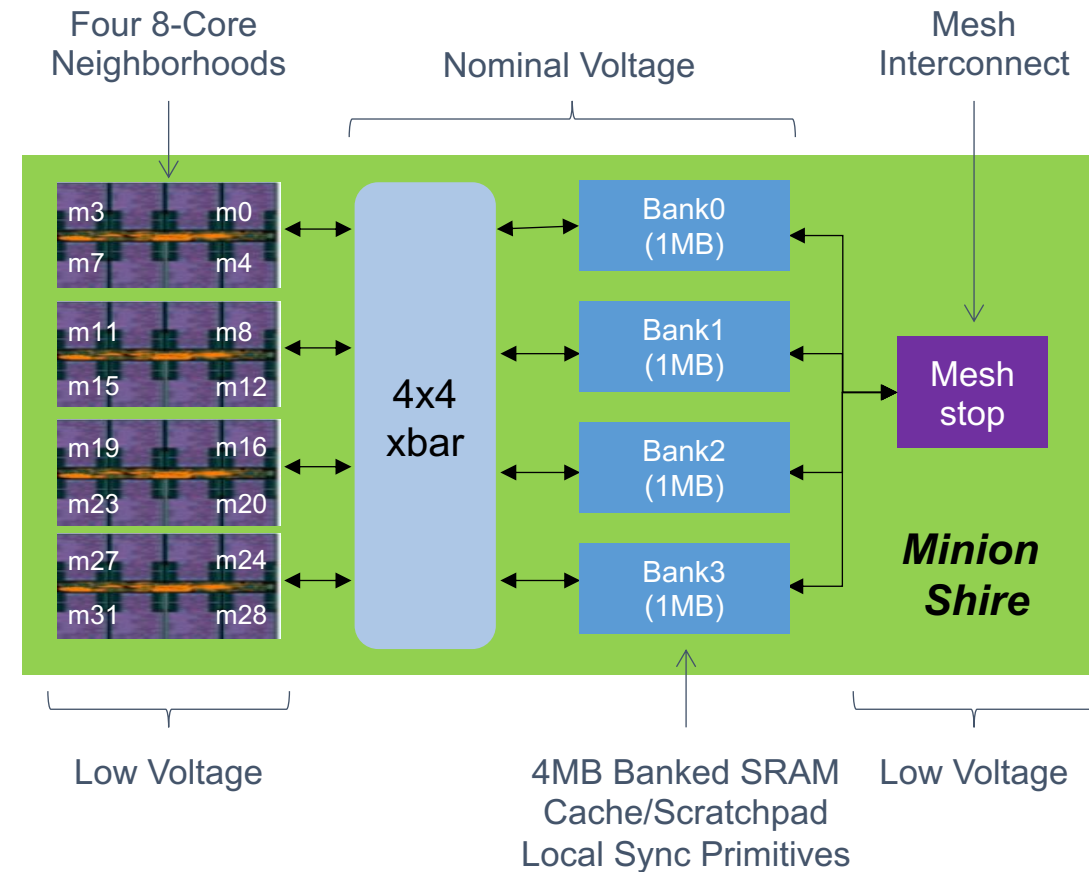 Four 8-Core
Neighborhoods
Nominal Voltage
Mesh
Interconnect
m3 m0
m7 m4
m11 m8
m15 m12
m19 m16
m23 m20
m27 m24
m31 m28
4x4
xbar
Bank0
(1MB)
Bank1
(1MB)
Bank2
(1MB)
Bank3
(1MB)
Mesh
stop
Minion
Shire
Low Voltage
4MB Banked SRAM
Cache/Scratchpad
Local Sync Primitives
Low Voltage